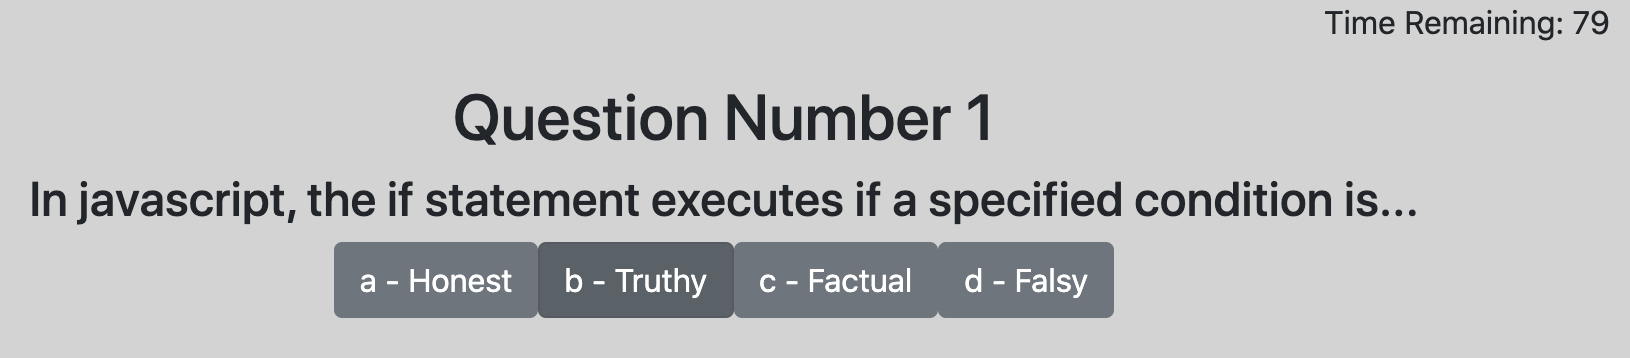 Time Remaining: 79
Question Number 1
In javascript, the if statement executes if a specified condition is...
a - Honest b - Truthy c - Factual d - Falsy